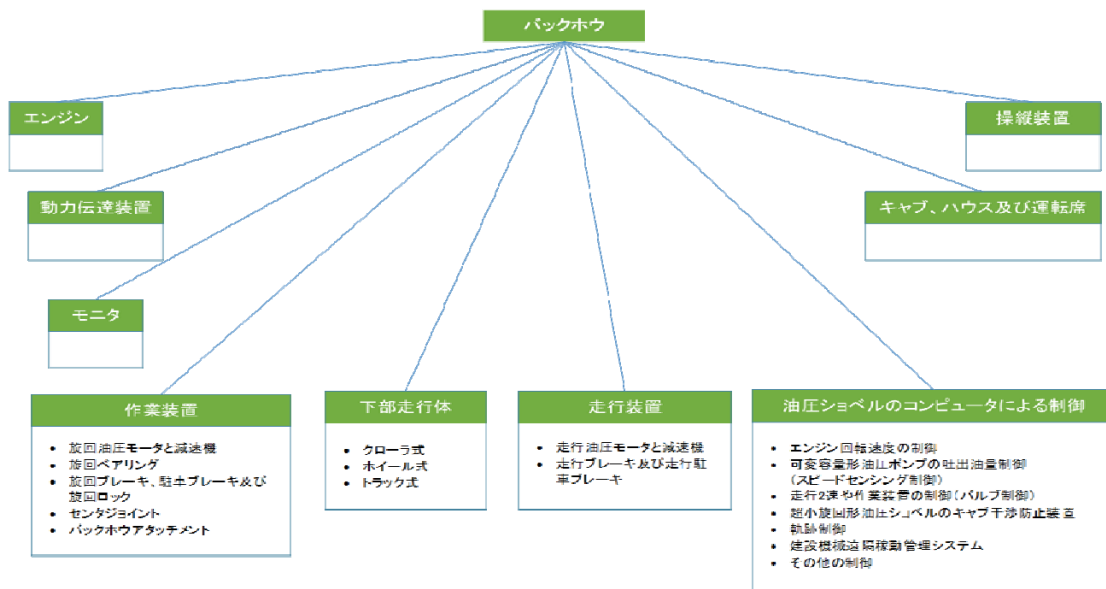 バックホウ
エンジン
操縦装置
動力伝達装置
キャブ、ハウス及び運転席
モニタ
作業装置
• 旋回油圧モータと減速機
• 旋回ベアリング
• 旋回ブレーキ、駐車ブレーキ及び
旋回ロック
• センタジョイント
• バックホウアタッチメント
下部走行体
• クローラ式
• ホイール式
• トラック式
走行装置
• 走行油圧モータと減速機
• 走行ブレーキ及び走行駐
車ブレーキ
油圧ショベルのコンピュータによる制御
• エンジン回転速度の制御
• 可変容量形油圧ポンプの吐出油量制御
(スピードセンシング制御)
• 走行2速や作業装置の制御(バルブ制御)
• 超小旋回形油圧ショベルのキャブ干渉防止装置
• 軌跡制御
• 建設機械遠隔稼動管理システム
• その他の制御